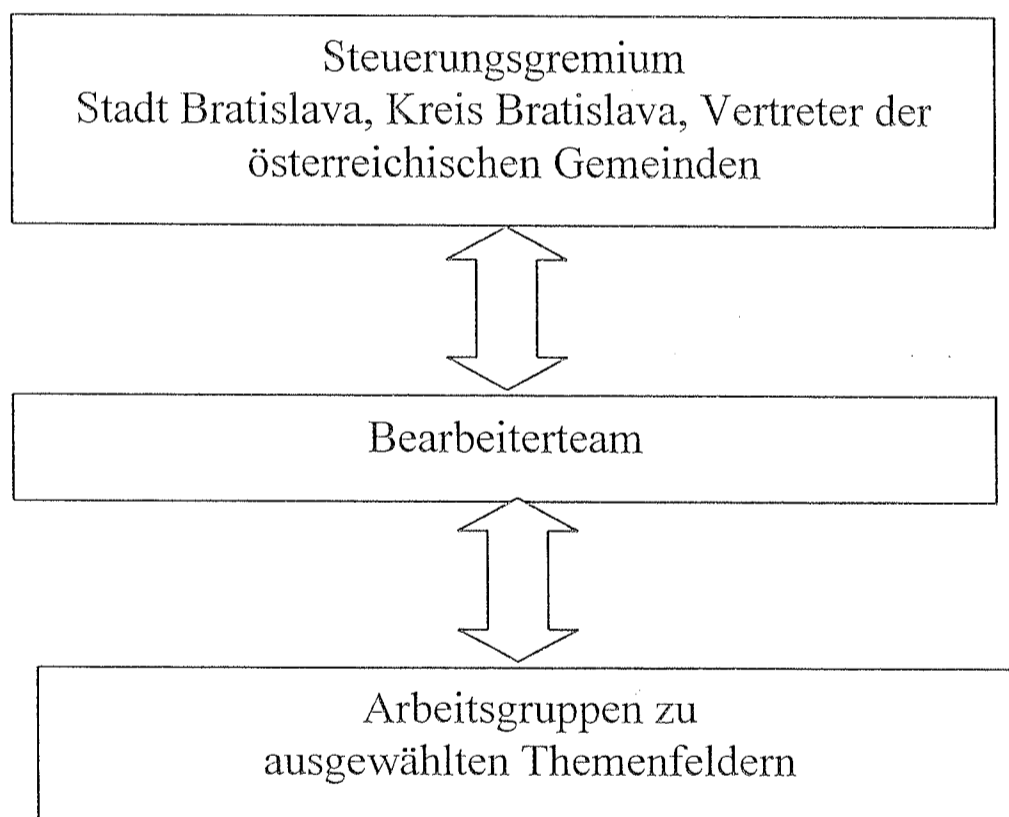 Steuerungsgremium
Stadt Bratislava, Kreis Bratislava, Vertreter der
österreichischen Gemeinden
Bearbeiterteam
Arbeitsgruppen zu
ausgewählten Themenfeldern